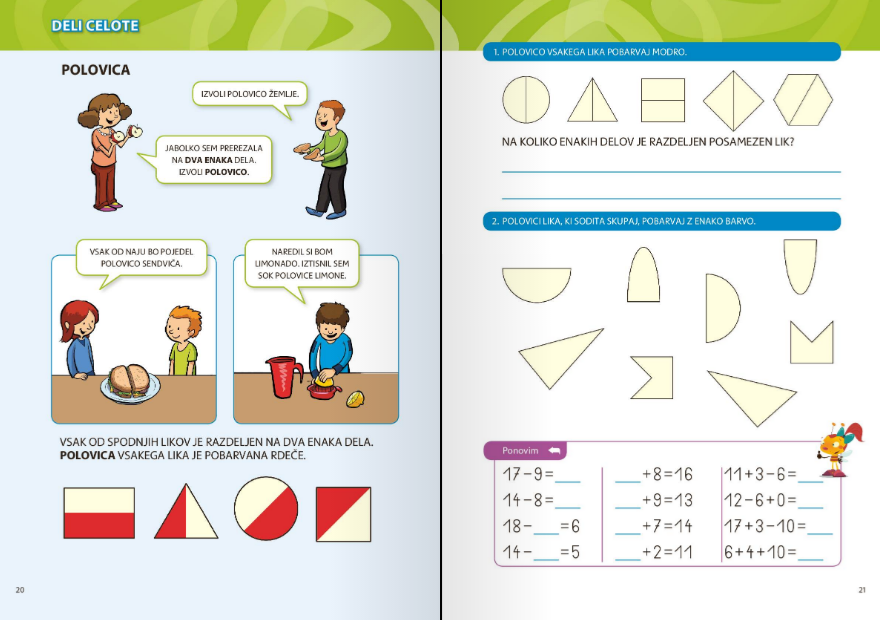 DELI CELOTE
POLOVICA
IZVOLI POLOVICO ŽEMLJE.
JABOLKO SEM PREREZALA
NA DVA ENAKA DELA.
IZVOLI POLOVICO.
VSAK OD NAJU BO POJEDEL
POLOVICO SENDVIČA.
NAREDIL SI BOM
LIMONADO. IZTISNIL SEM
SOK POLOVICE LIMONE.
VSAK OD SPODNJIH LIKOV JE RAZDELJEN NA DVA ENAKA DELA.
POLOVICA VSAKEGA LIKA JE POBARVANA RDEČE.
20
1. POLOVICO VSAKEGA LIKA POBARVAJ MODRO.
NA KOLIKO ENAKIH DELOV JE RAZDELJEN POSAMEZEN LIK?
2. POLOVICI LIKA, KI SODITA SKUPAJ, POBARVAJ Z ENAKO BARVO.
Ponovim
17-9=___ ___+8=16 11+3-6=___
14-8=___ ___+9=13 12-6+0=___
18-___=6 ___+7=14 17+3-10=___
14-___=5 ___+2=11 6+4+10=___
21